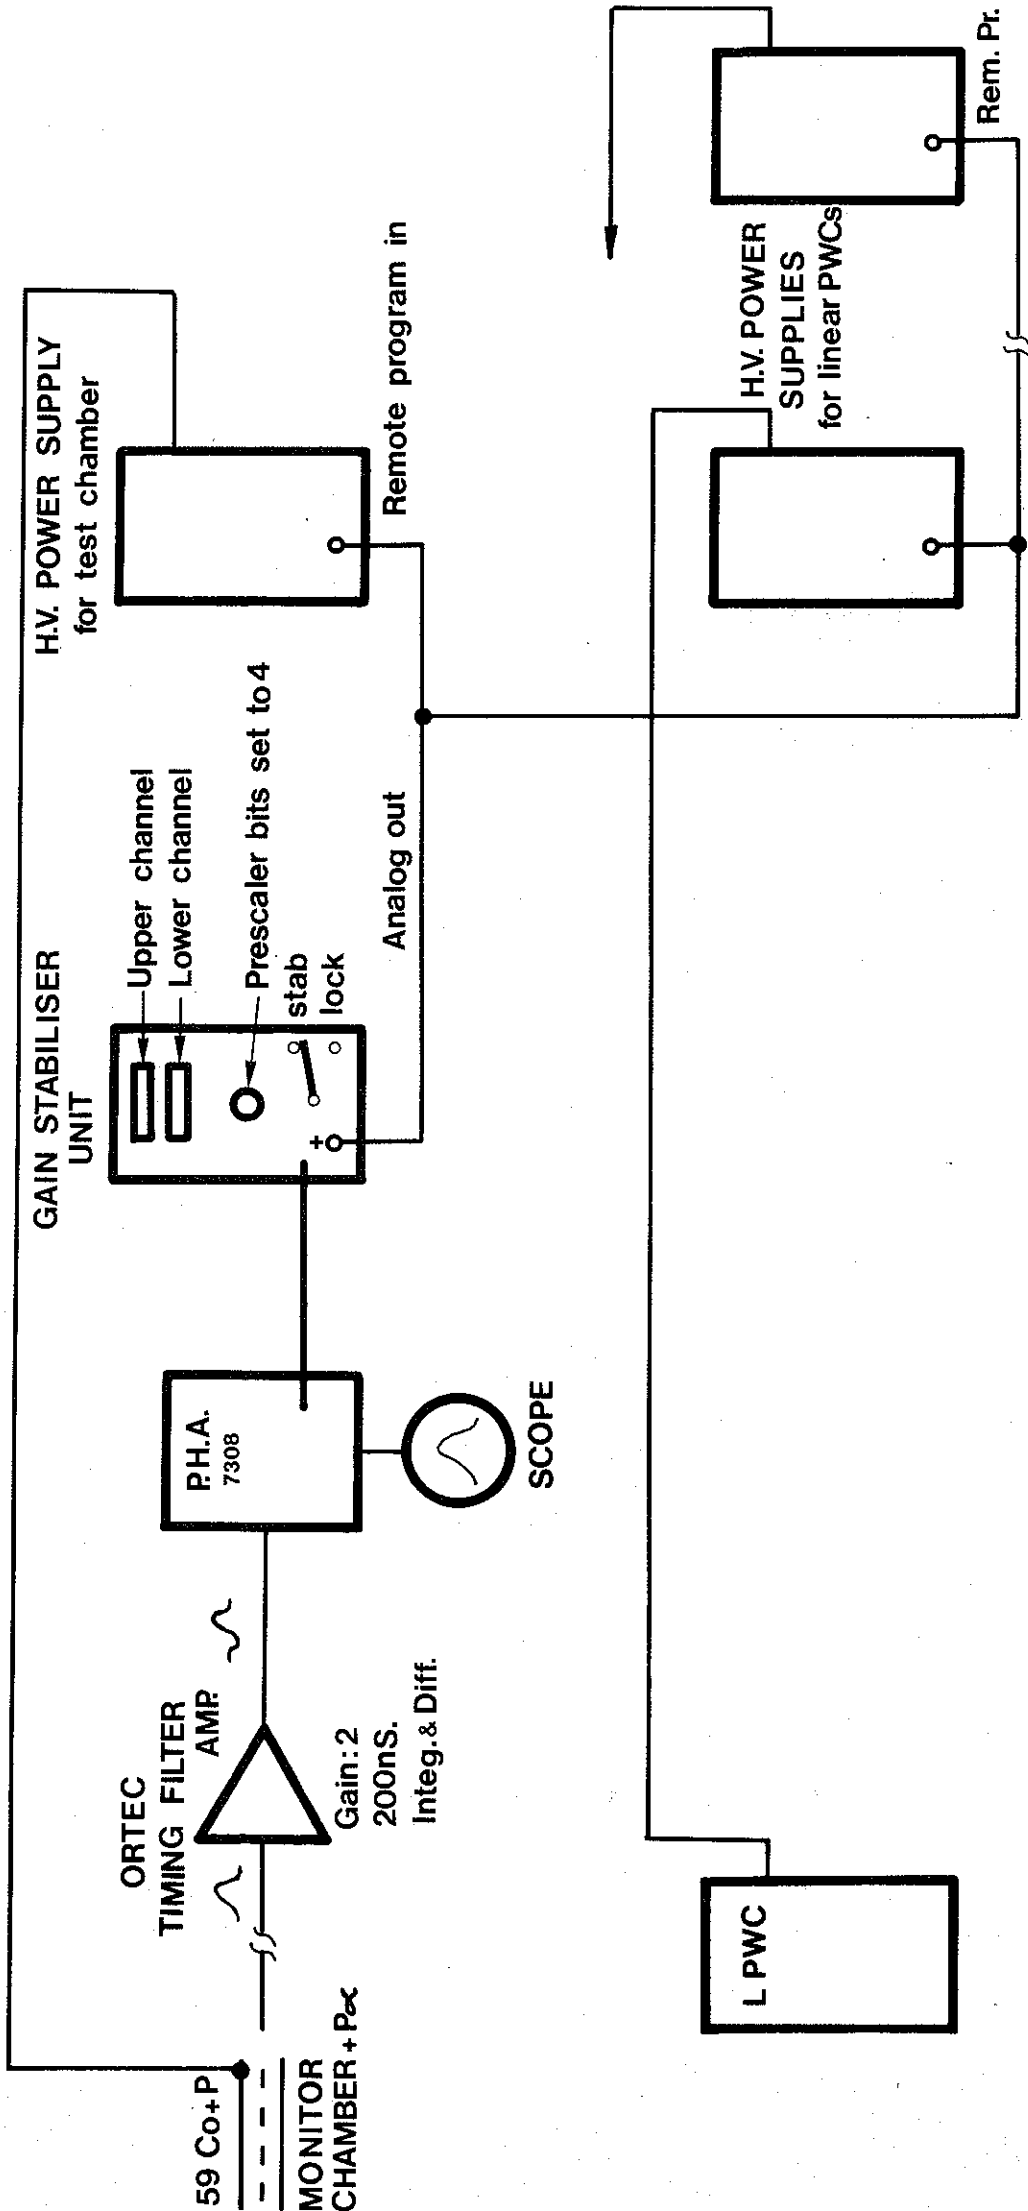 59 Co+P
MONITOR
CHAMBER+P∝
ORTEC
TIMING FILTER
AMP.
Gain:2
200nS.
Integ.& Diff.
P.H.A.
7308
SCOPE
GAIN STABILISER
UNIT
Upper channel
Lower channel
Prescaler bits set to 4
stab
lock
+
Analog out
H.V. POWER SUPPLY
for test chamber
Remote program in
L PWC
H.V. POWER
SUPPLIES
for linear PWCs
Rem. Pr.